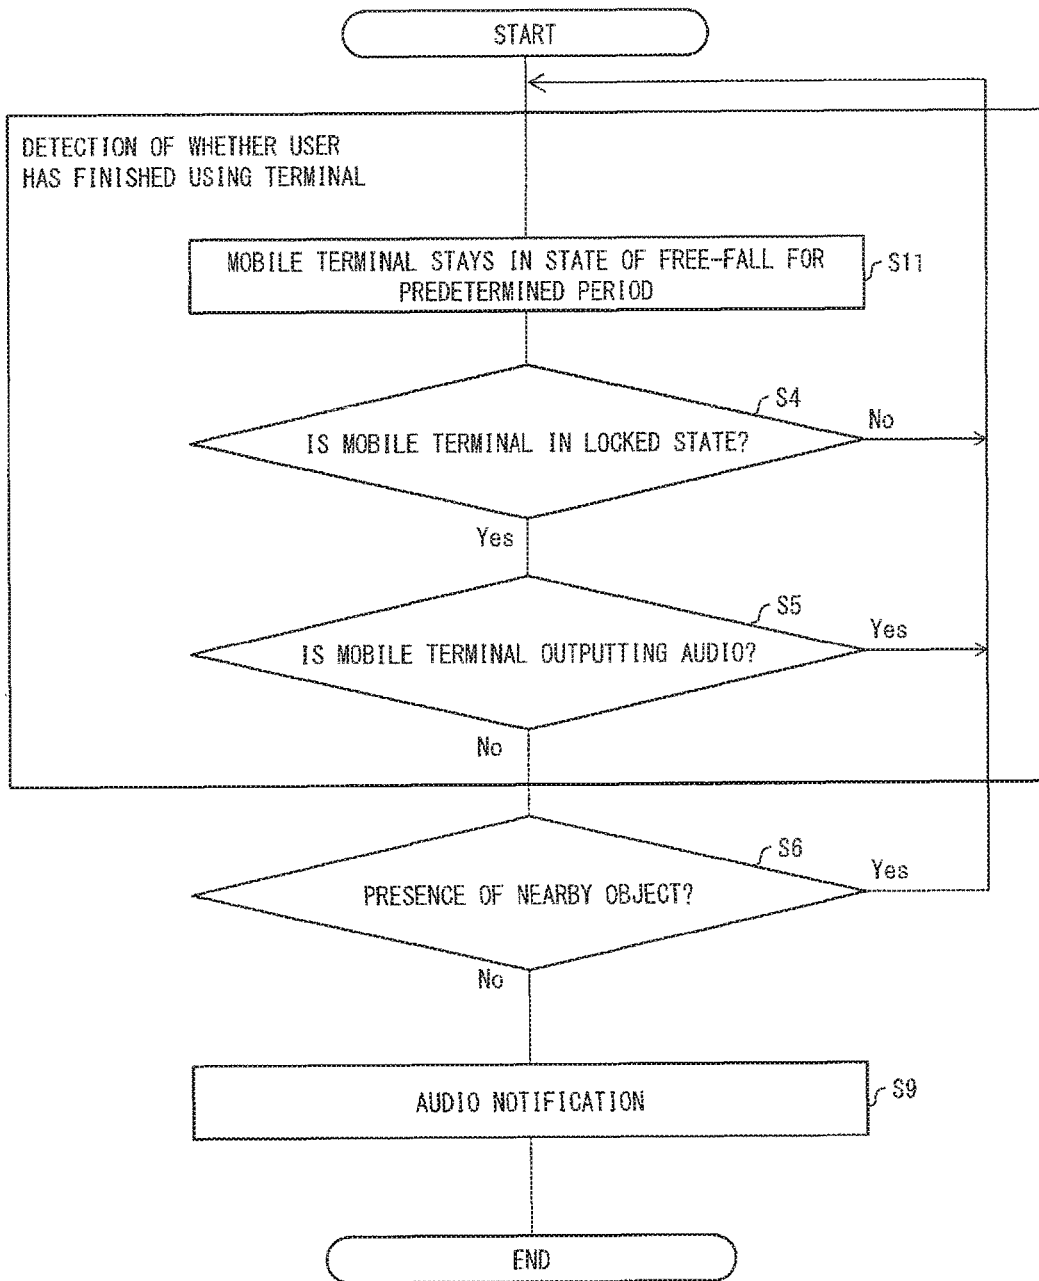 START
DETECTION OF WHETHER USER
HAS FINISHED USING TERMINAL
MOBILE TERMINAL STAYS IN STATE OF FREE-FALL FOR
PREDETERMINED PERIOD
S11
S4
IS MOBILE TERMINAL IN LOCKED STATE?
No
Yes
S5
IS MOBILE TERMINAL OUTPUTTING AUDIO?
Yes
No
S6
PRESENCE OF NEARBY OBJECT?
Yes
No
AUDIO NOTIFICATION
S9
END